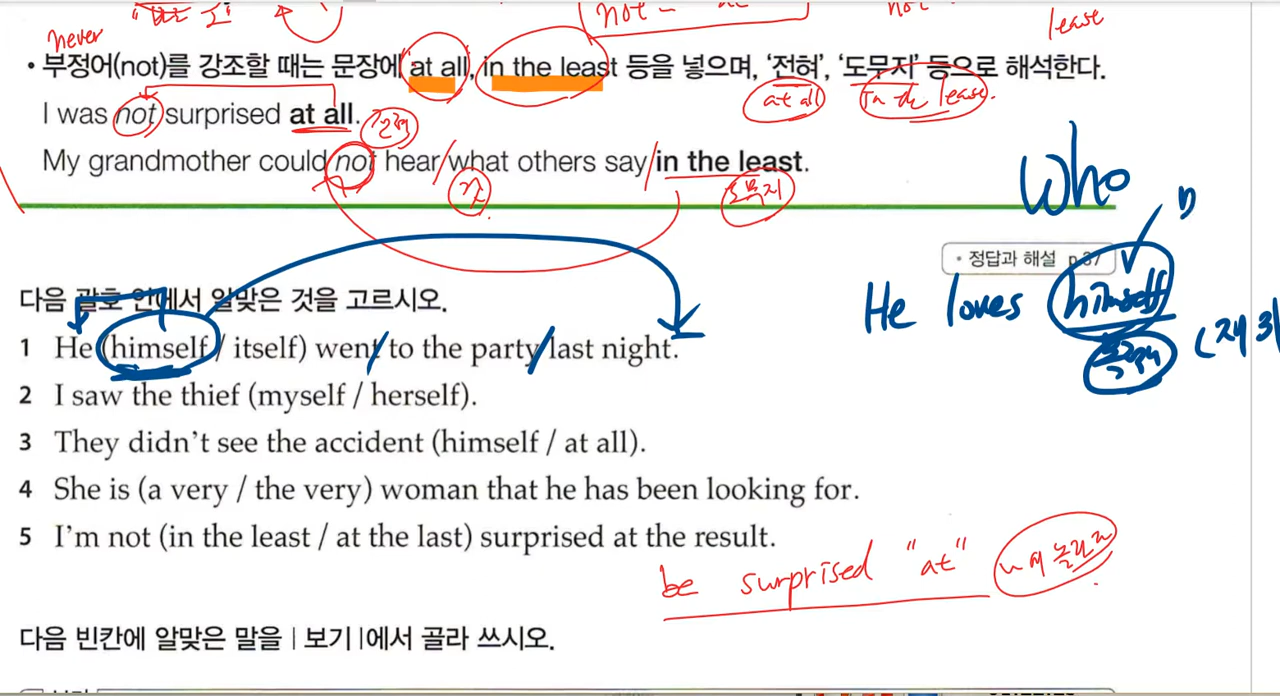 never
lease
• 부정어(not)를 강조할 때는 문장에 at all, in the least 등을 넣으며, '전혀', '도무지' 등으로 해석한다.
at all
in the lease.
I was not surprised at all.
전혀
My grandmother could not hear/what others say/in the least.
도무지
who
n
• 정답과 해설 p.37
He loves himself
다음 괄호 안에서 알맞은 것을 고르시오.
1 He (himself / itself) went to the party last night.
2 I saw the thief (myself / herself).
3 They didn't see the accident (himself / at all).
4 She is (a very / the very) woman that he has been looking for.
5 I'm not (in the least / at the last) surprised at the result.
be surprised "at"
다음 빈칸에 알맞은 말을 | 보기 |에서 골라 쓰시오.